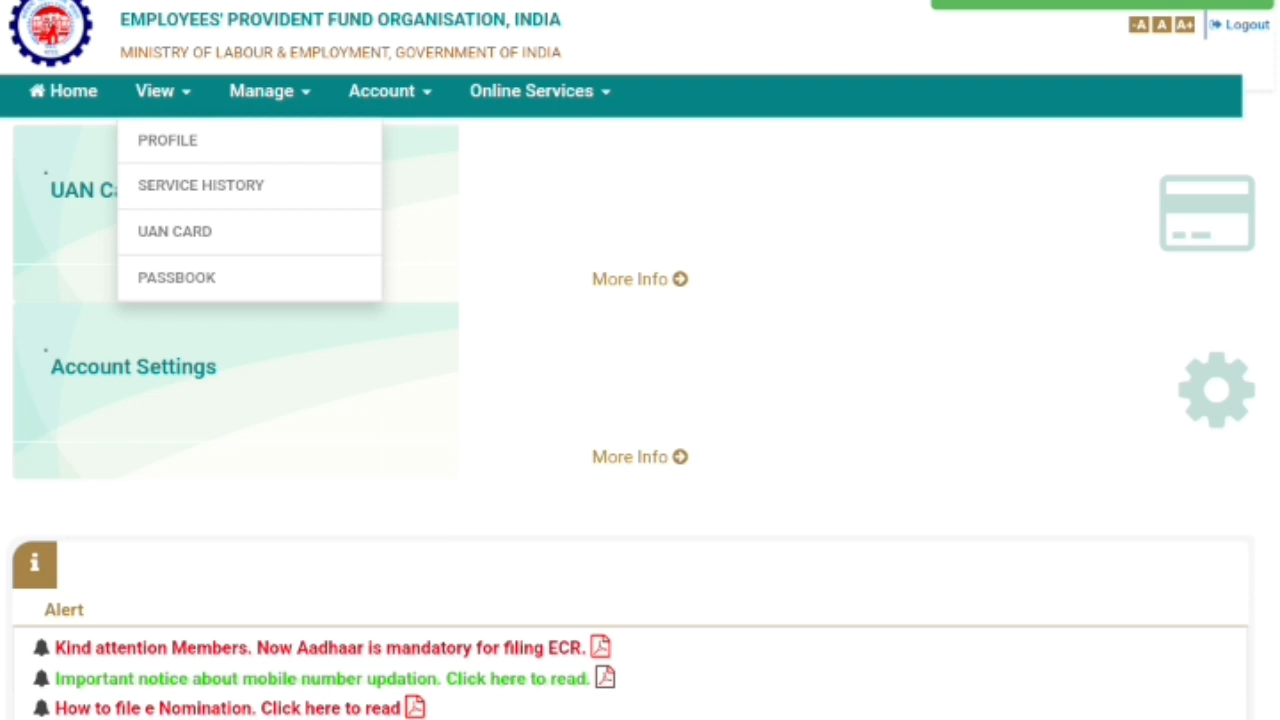 EMPLOYEES' PROVIDENT FUND ORGANISATION, INDIA
MINISTRY OF LABOUR & EMPLOYMENT, GOVERNMENT OF INDIA
-A A A+ Logout
Home View Manage Account Online Services
PROFILE
SERVICE HISTORY
UAN CARD
PASSBOOK
UAN
More Info
Account Settings
More Info
Alert
Kind attention Members. Now Aadhaar is mandatory for filing ECR.
Important notice about mobile number updation. Click here to read.
How to file e Nomination. Click here to read